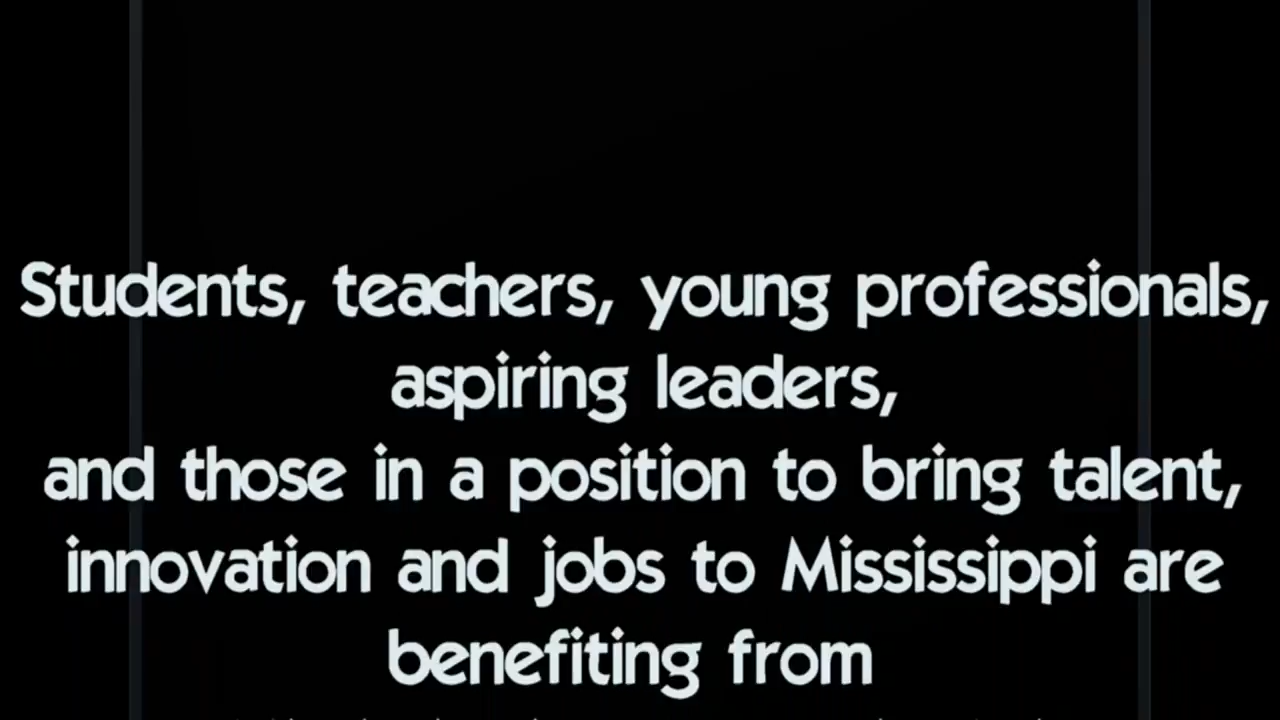 Students, teachers, young professionals,
aspiring leaders,
and those in a position to bring talent,
innovation and jobs to Mississippi are
benefiting from